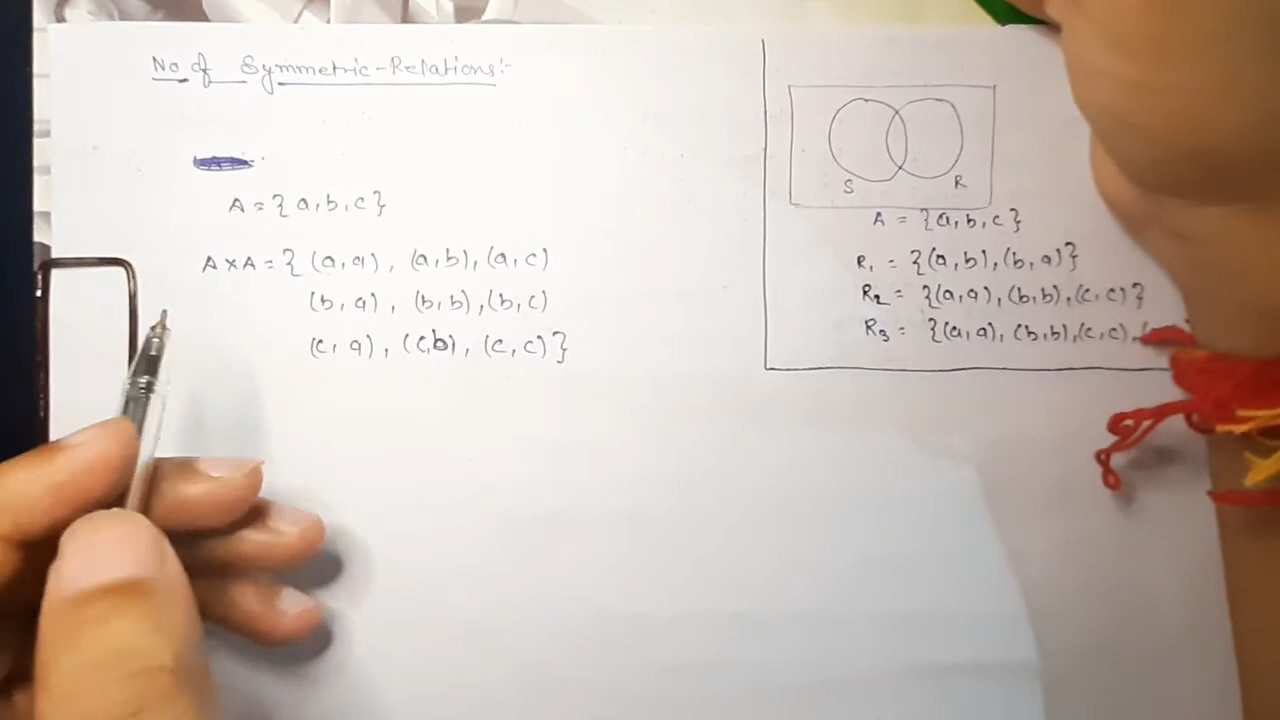 No of Symmetric-Relations:-
A = {a,b,c}
A×A = { (a,a), (a,b), (a,c)
(b,a), (b,b), (b,c)
(c,a), (c,b), (c,c) }
S R
A = {a,b,c}
R₁ = {(a,b),(b,a)}
R₂ = {(a,a),(b,b),(c,c)}
R₃ = {(a,a),(b,b),(c,c),